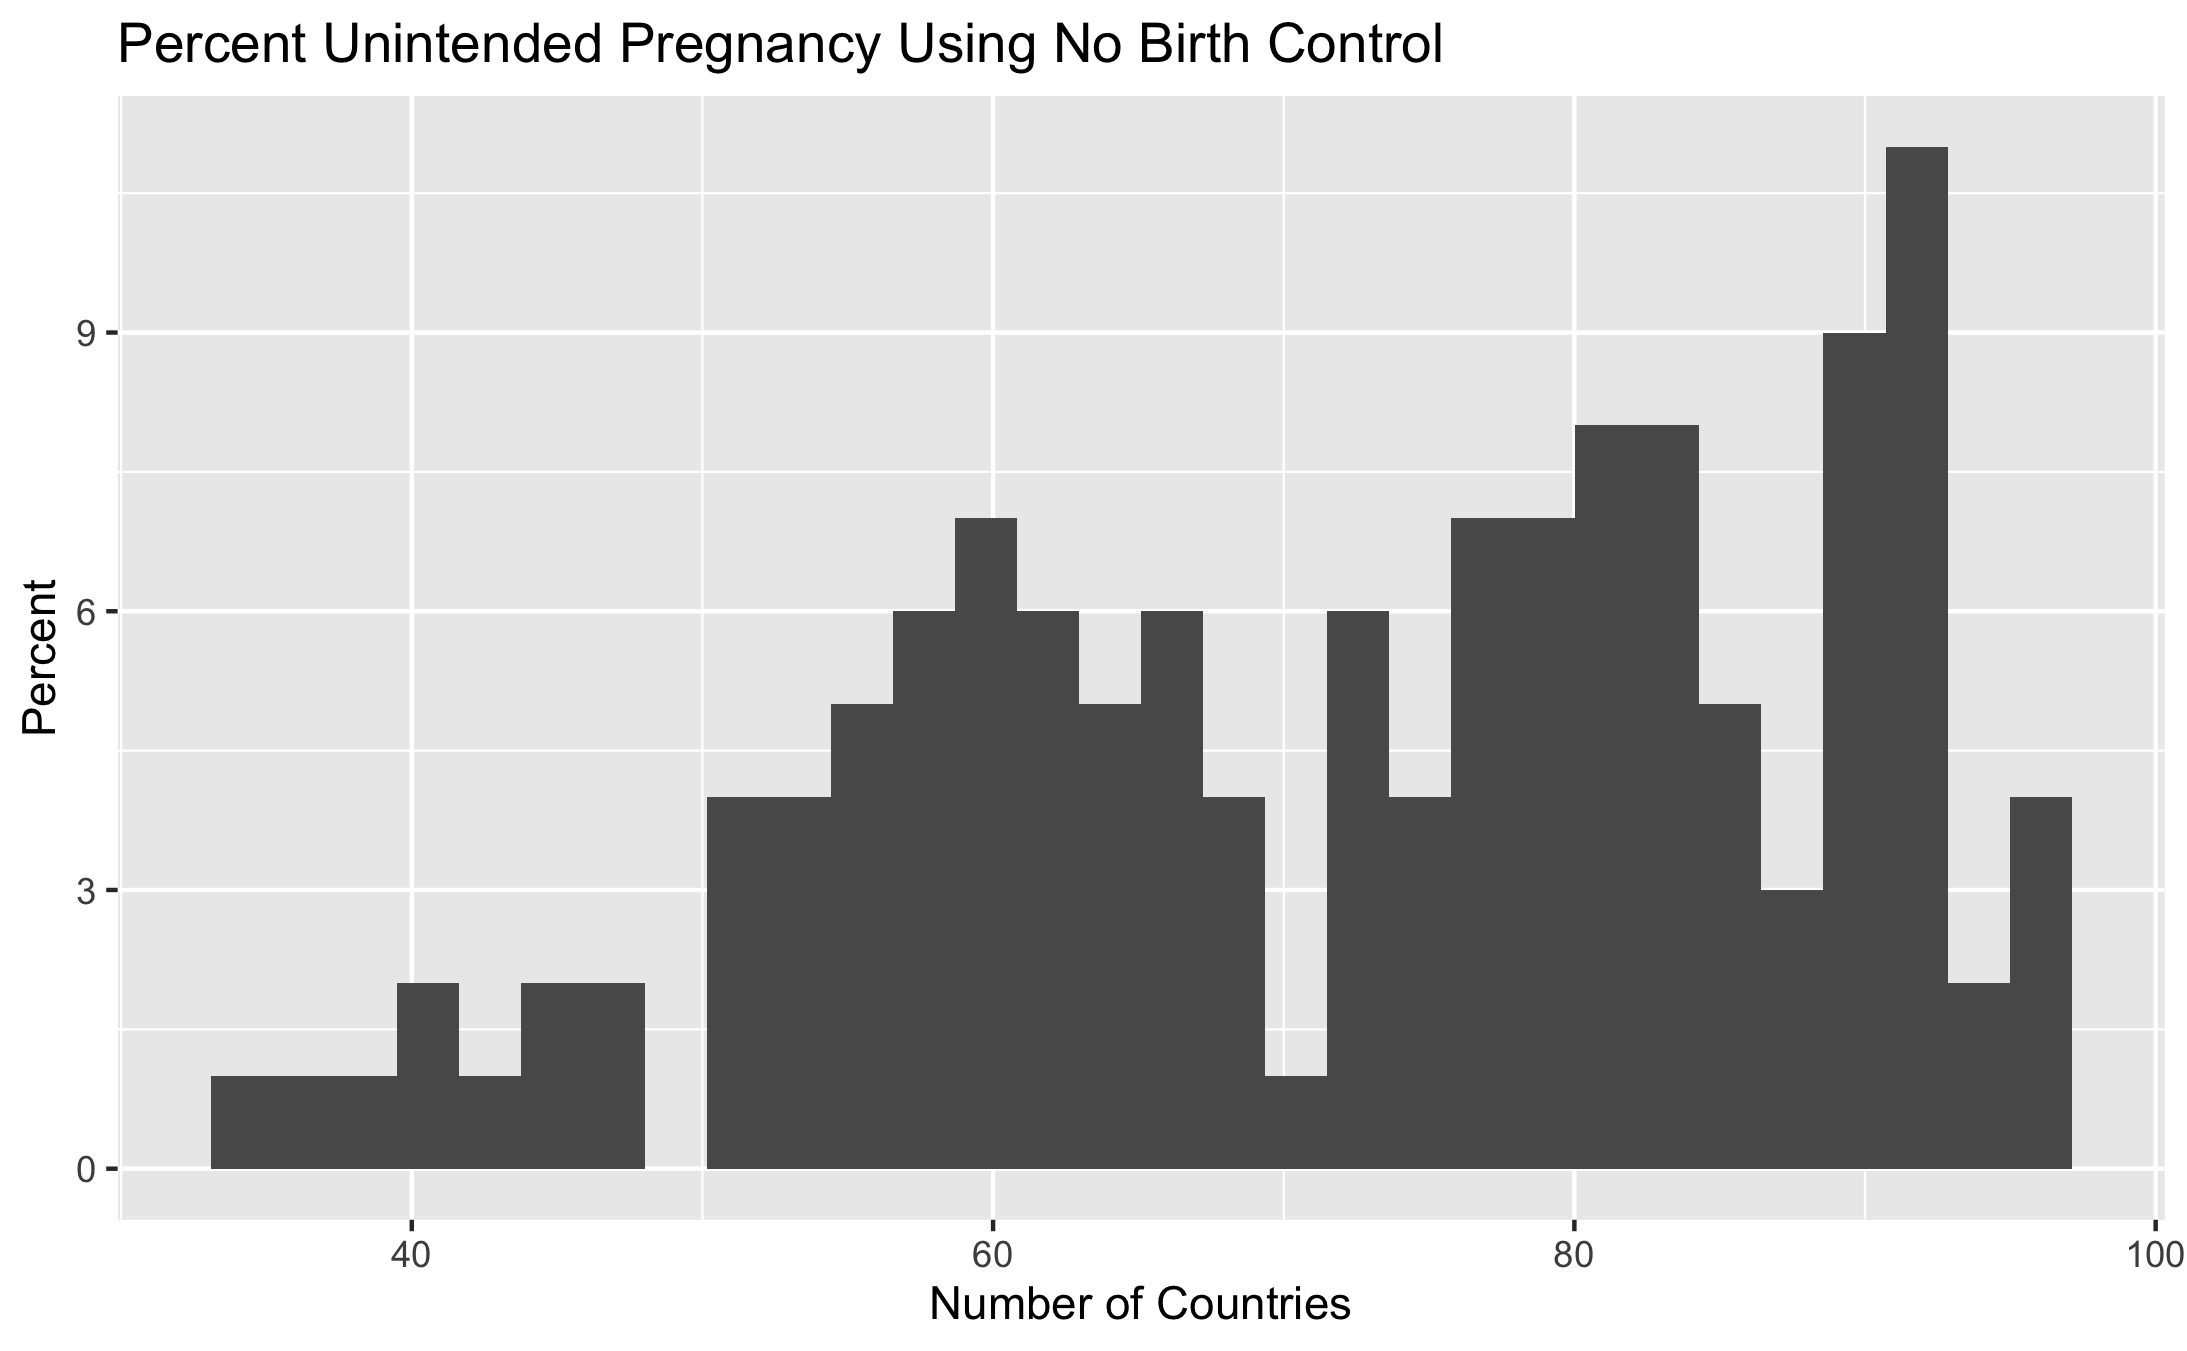 Percent Unintended Pregnancy Using No Birth Control
Percent
9
6
3
0
40 60 80 100
Number of Countries